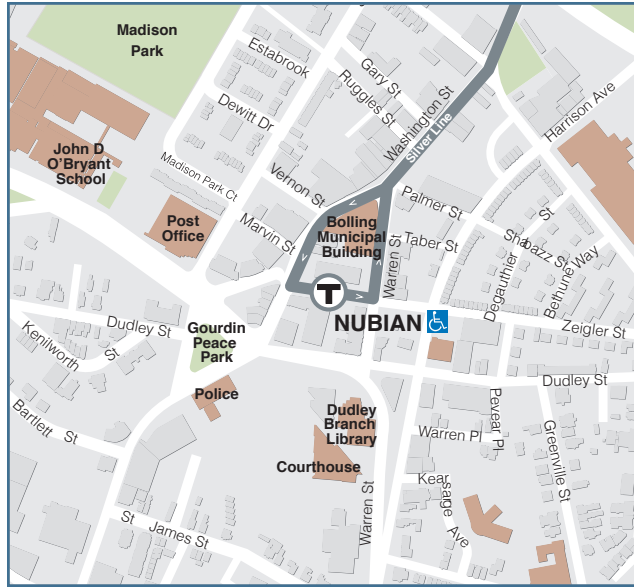 Madison
Park
Estabrook
Gary St
Ruggles St
Washington St
Silver Line
Harrison Ave
Dewitt Dr
John D
O'Bryant
School
Madison Park Ct
Vernon St
Palmer St
Post
Office
Marvin St
Bolling
Municipal
Building
Warren St
Taber St
Shabazz St
Degauthier St
Bethune Way
T
NUBIAN
Zeigler St
Dudley St
Gourdin
Peace
Park
Kenilworth St
Dudley St
Police
Bartlett St
Dudley
Branch
Library
Courthouse
Warren Pl
Pevear Pl
Greenville St
Kearsage Ave
Warren St
St James St